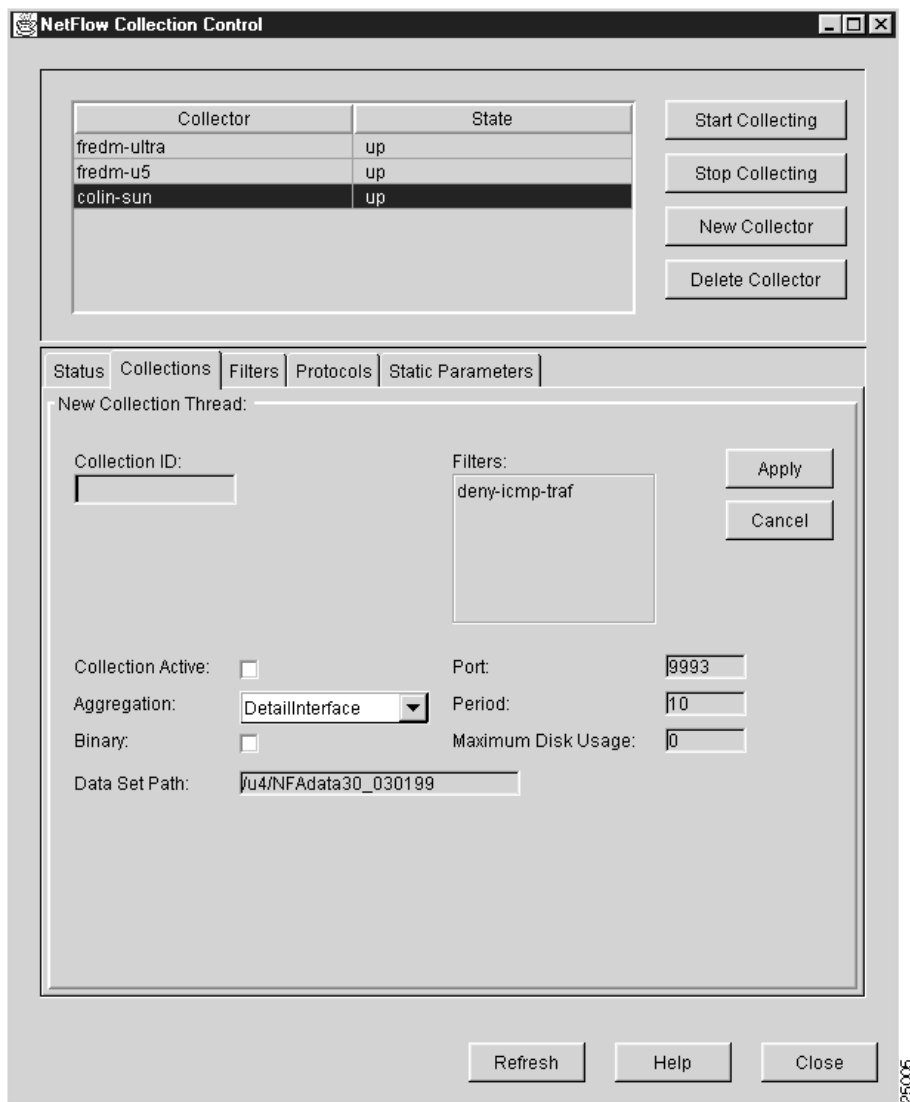 NetFlow Collection Control
Collector State
fredm-ultra up
fredm-u5 up
colin-sun up
Start Collecting
Stop Collecting
New Collector
Delete Collector
Status Collections Filters Protocols Static Parameters
New Collection Thread:
Collection ID:
Filters:
deny-icmp-traf
Apply
Cancel
Collection Active:
Port: 9993
Aggregation: DetailInterface
Period: 10
Binary:
Maximum Disk Usage: 0
Data Set Path: /u4/NFAdata30_030199
Refresh Help Close
25005